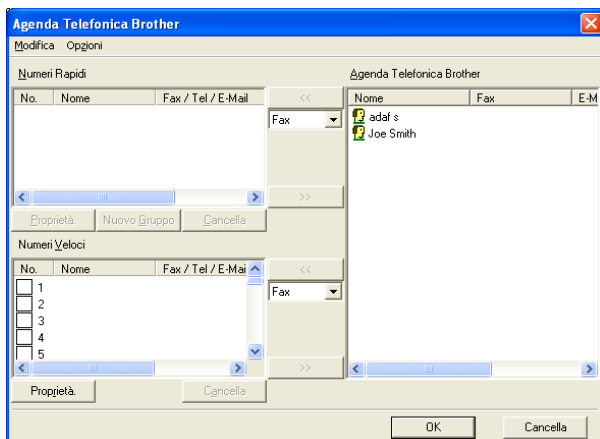 Agenda Telefonica Brother
Modifica Opzioni
Numeri Rapidi
No. Nome Fax / Tel / E-Mail
<<
Fax
>>
Proprietà. Nuovo Gruppo Cancella
Agenda Telefonica Brother
Nome Fax E-M
adaf s
Joe Smith
Numeri Veloci
No. Nome Fax / Tel / E-Mai
1
2
3
4
5
<<
Fax
>>
Proprietà. Cancella
OK Cancella